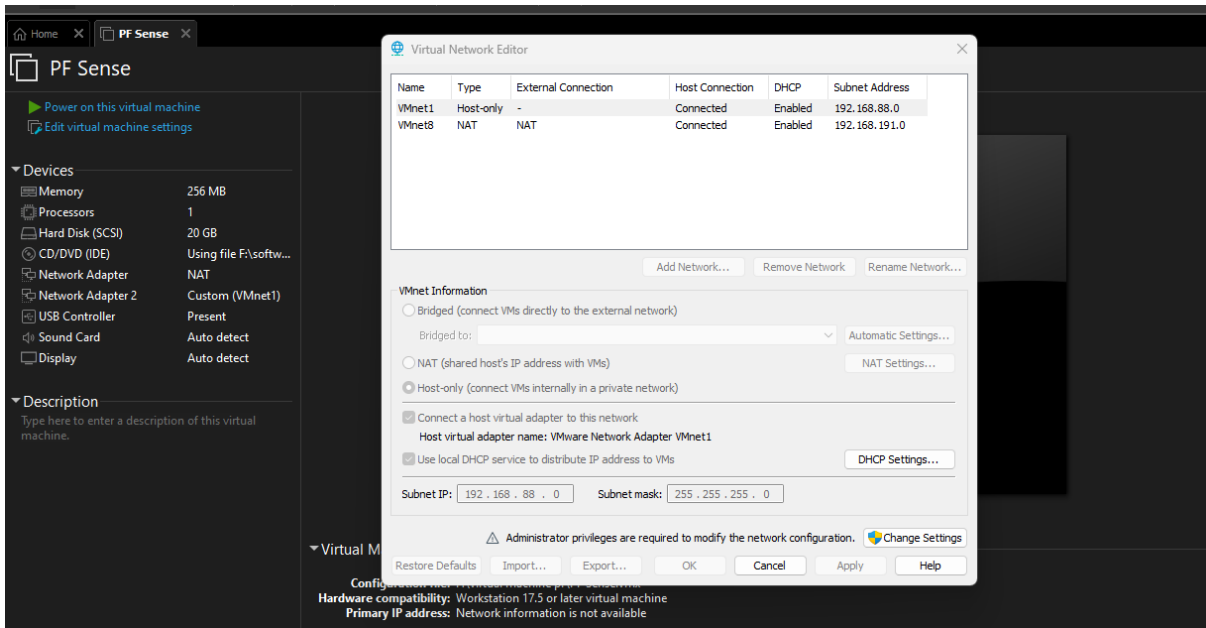 Home
PF Sense
PF Sense
Power on this virtual machine
Edit virtual machine settings
Devices
Memory 256 MB
Processors 1
Hard Disk (SCSI) 20 GB
CD/DVD (IDE) Using file F:\softw...
Network Adapter NAT
Network Adapter 2 Custom (VMnet1)
USB Controller Present
Sound Card Auto detect
Display Auto detect
Description
Type here to enter a description of this virtual
machine.
Virtual Network Editor
Name Type External Connection Host Connection DHCP Subnet Address
VMnet1 Host-only - Connected Enabled 192.168.88.0
VMnet8 NAT NAT Connected Enabled 192.168.191.0
Add Network... Remove Network Rename Network...
VMnet Information
Bridged (connect VMs directly to the external network)
Bridged to: Automatic Settings...
NAT (shared host's IP address with VMs) NAT Settings...
Host-only (connect VMs internally in a private network)
Connect a host virtual adapter to this network
Host virtual adapter name: VMware Network Adapter VMnet1
Use local DHCP service to distribute IP address to VMs DHCP Settings...
Subnet IP: 192 . 168 . 88 . 0 Subnet mask: 255 . 255 . 255 . 0
Administrator privileges are required to modify the network configuration. Change Settings
Restore Defaults Import... Export... OK Cancel Apply Help
Virtual M
Hardware compatibility: Workstation 17.5 or later virtual machine
Primary IP address: Network information is not available